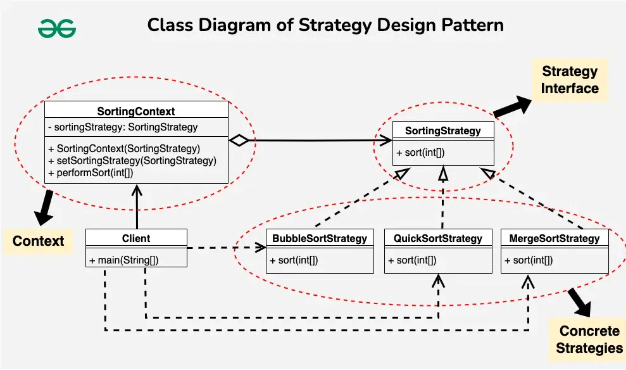 Class Diagram of Strategy Design Pattern
Strategy
Interface
SortingContext
- sortingStrategy: SortingStrategy
+ SortingContext(SortingStrategy)
+ setSortingStrategy(SortingStrategy)
+ performSort(int[])
SortingStrategy
+ sort(int[])
Context
Client
+ main(String[])
BubbleSortStrategy
+ sort(int[])
QuickSortStrategy
+ sort(int[])
MergeSortStrategy
+ sort(int[])
Concrete
Strategies